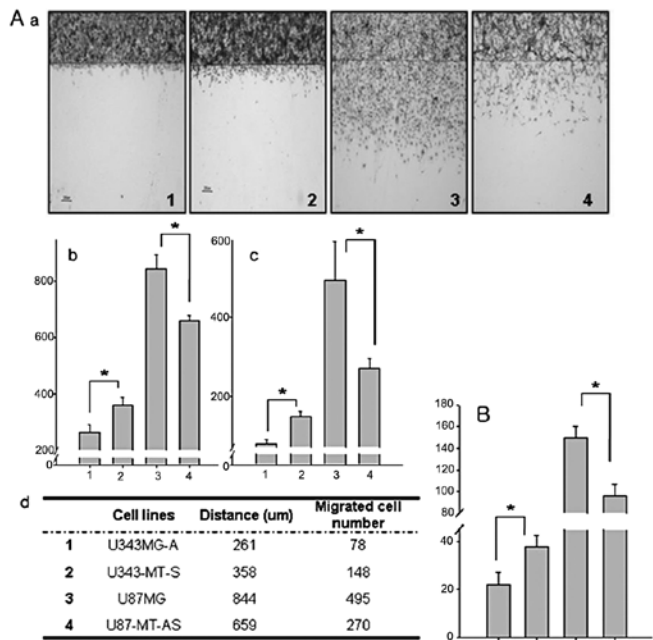 A a
1 2 3 4
b
*
*
800
600
400
200
0
1 2 3 4
c
*
*
600
400
200
0
1 2 3 4
d
Cell lines Distance (um) Migrated cell number
1 U343MG-A 261 78
2 U343-MT-S 358 148
3 U87MG 844 495
4 U87-MT-AS 659 270
B
*
*
180
160
140
120
100
80
40
20
0